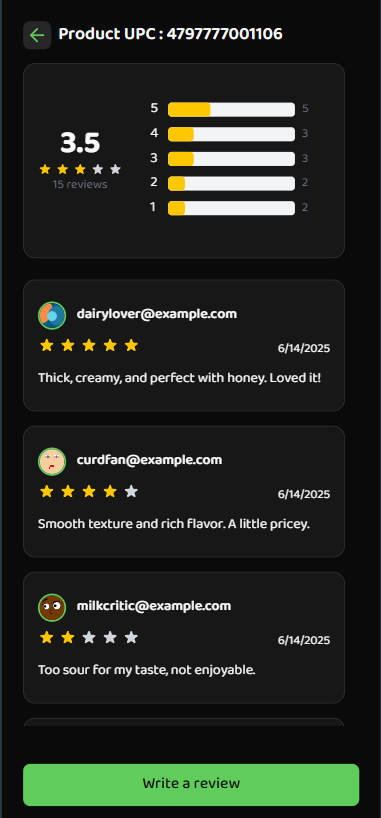 Product UPC : 4797777001106
3.5
15 reviews
5 5
4 3
3 3
2 2
1 2
dairylover@example.com
6/14/2025
Thick, creamy, and perfect with honey. Loved it!
curdfan@example.com
6/14/2025
Smooth texture and rich flavor. A little pricey.
milkcritic@example.com
6/14/2025
Too sour for my taste, not enjoyable.
Write a review